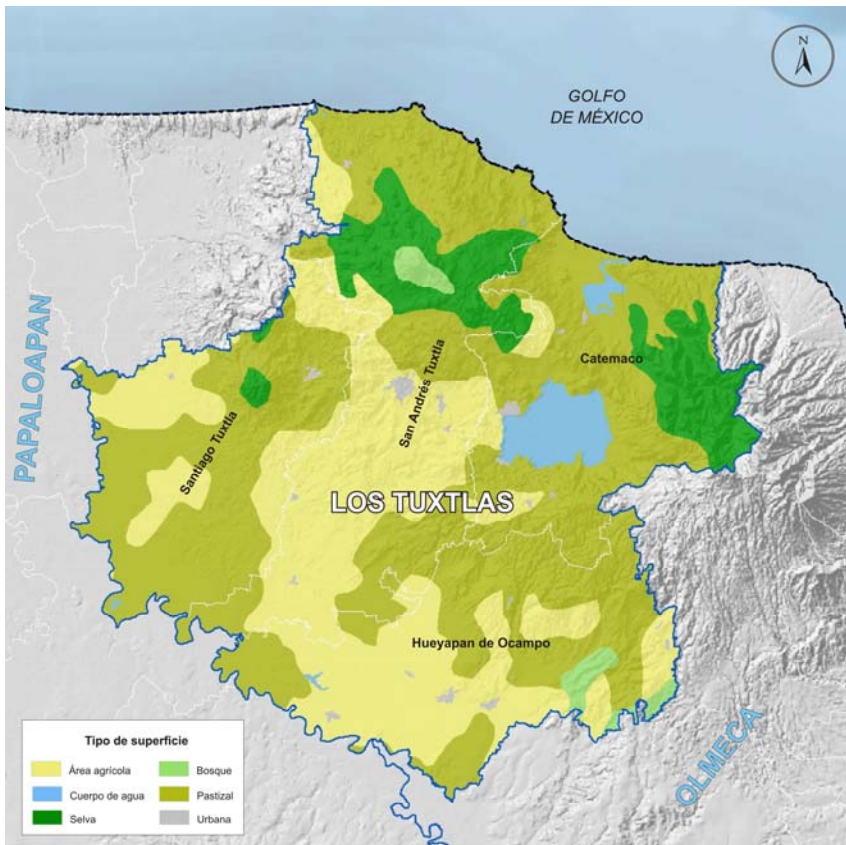 N
GOLFO
DE MÉXICO
PAPALOAPAN
Catemaco
San Andrés Tuxtla
Santiago Tuxtla
LOS TUXTLAS
Hueyapan de Ocampo
OLMECA
Tipo de superficie
Área agrícola
Bosque
Cuerpo de agua
Pastizal
Selva
Urbana